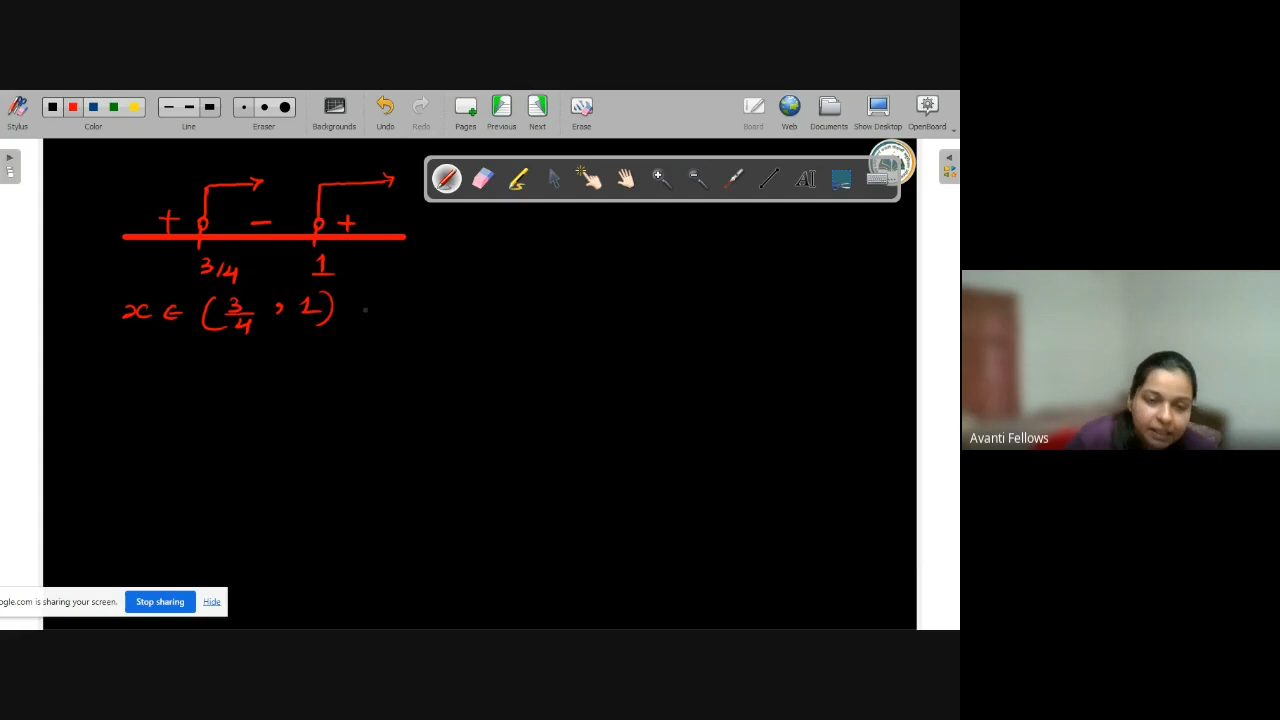 Stylus Color Line Eraser Backgrounds Undo Redo Pages Previous Next Erase Board Web Documents Show Desktop OpenBoard
AI
+ - +
3/4 1
x ∈ (3/4, 1)
Avanti Fellows
ogle.com is sharing your screen. Stop sharing Hide